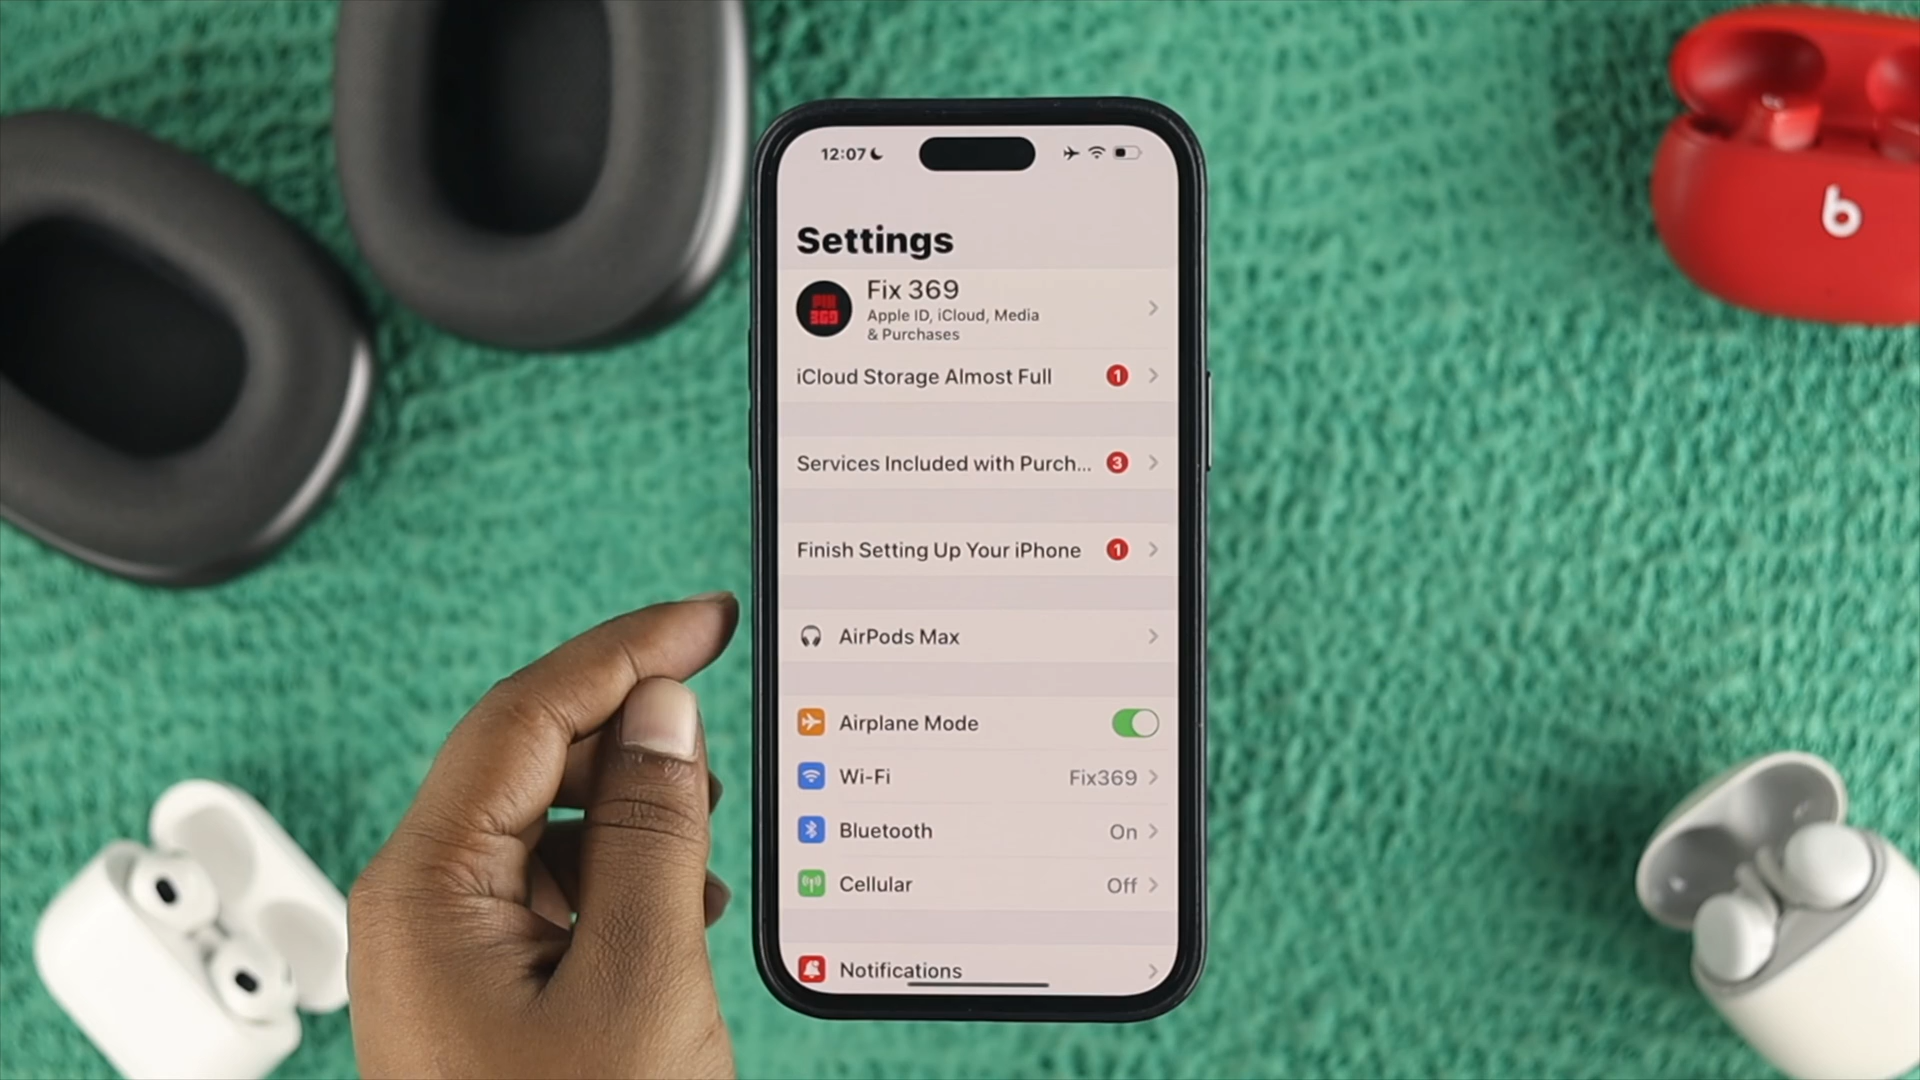 12:07
Settings
FIX
369
Fix 369
Apple ID, iCloud, Media
& Purchases
iCloud Storage Almost Full 1
Services Included with Purch... 3
Finish Setting Up Your iPhone 1
AirPods Max
Airplane Mode
Wi-Fi Fix369
Bluetooth On
Cellular Off
Notifications
b